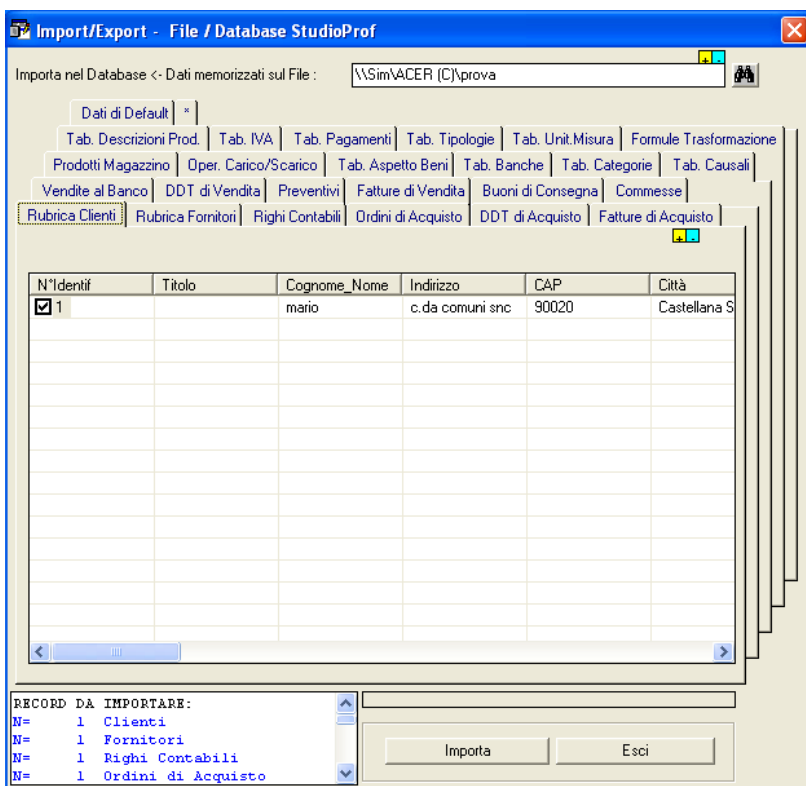 Import/Export - File / Database StudioProf
Importa nel Database <- Dati memorizzati sul File : \\Sim\ACER (C)\prova
+ -
Dati di Default *
Tab. Descrizioni Prod. Tab. IVA Tab. Pagamenti Tab. Tipologie Tab. Unit.Misura Formule Trasformazione
Prodotti Magazzino Oper. Carico/Scarico Tab. Aspetto Beni Tab. Banche Tab. Categorie Tab. Causali
Vendite al Banco DDT di Vendita Preventivi Fatture di Vendita Buoni di Consegna Commesse
Rubrica Clienti Rubrica Fornitori Righi Contabili Ordini di Acquisto DDT di Acquisto Fatture di Acquisto
+ -
N°Identif Titolo Cognome_Nome Indirizzo CAP Città
1 mario c.da comuni snc 90020 Castellana S
RECORD DA IMPORTARE:
N= 1 Clienti
N= 1 Fornitori
N= 1 Righi Contabili
N= 1 Ordini di Acquisto
Importa Esci